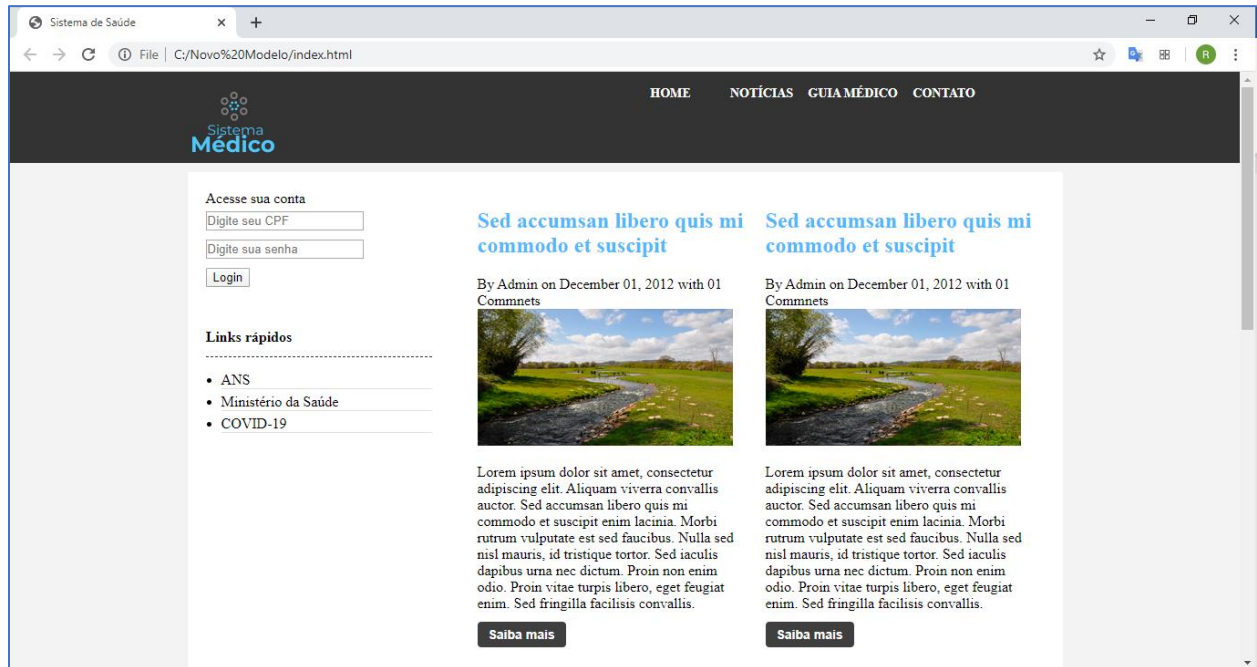 Sistema de Saúde
File
C:/Novo%20Modelo/index.html
R
Sistema
Médico
HOME NOTÍCIAS GUIA MÉDICO CONTATO
Acesse sua conta
Digite seu CPF
Digite sua senha
Login
Links rápidos
ANS
Ministério da Saúde
COVID-19
Sed accumsan libero quis mi
commodo et suscipit
By Admin on December 01, 2012 with 01
Commnets
Lorem ipsum dolor sit amet, consectetur
adipiscing elit. Aliquam viverra convallis
auctor. Sed accumsan libero quis mi
commodo et suscipit enim lacinia. Morbi
rutrum vulputate est sed faucibus. Nulla sed
nisl mauris, id tristique tortor. Sed iaculis
dapibus urna nec dictum. Proin non enim
odio. Proin vitae turpis libero, eget feugiat
enim. Sed fringilla facilisis convallis.
Saiba mais
Sed accumsan libero quis mi
commodo et suscipit
By Admin on December 01, 2012 with 01
Commnets
Lorem ipsum dolor sit amet, consectetur
adipiscing elit. Aliquam viverra convallis
auctor. Sed accumsan libero quis mi
commodo et suscipit enim lacinia. Morbi
rutrum vulputate est sed faucibus. Nulla sed
nisl mauris, id tristique tortor. Sed iaculis
dapibus urna nec dictum. Proin non enim
odio. Proin vitae turpis libero, eget feugiat
enim. Sed fringilla facilisis convallis.
Saiba mais